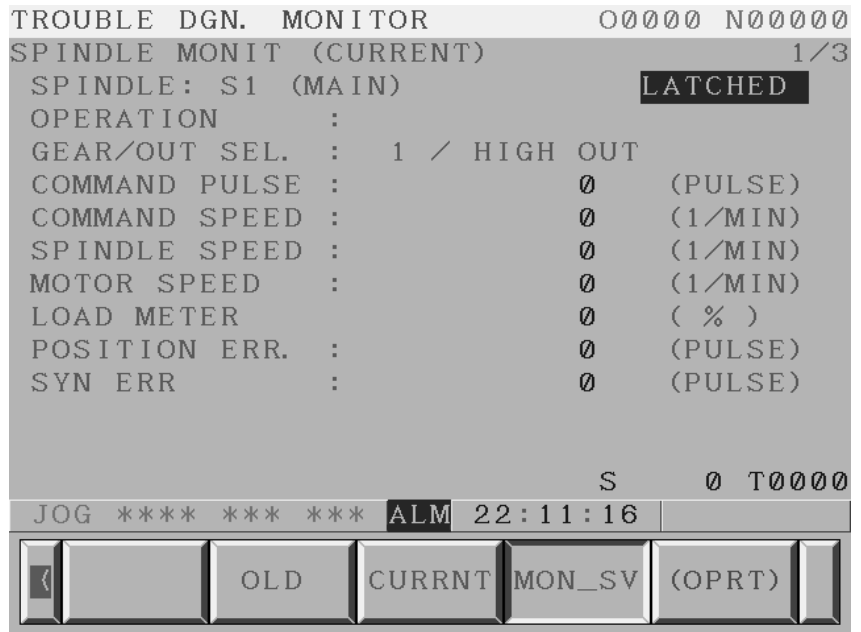 TROUBLE DGN. MONITOR O0000 N00000
SPINDLE MONIT (CURRENT) 1/3
SPINDLE: S1 (MAIN) LATCHED
OPERATION :
GEAR/OUT SEL. : 1 / HIGH OUT
COMMAND PULSE : 0 (PULSE)
COMMAND SPEED : 0 (1/MIN)
SPINDLE SPEED : 0 (1/MIN)
MOTOR SPEED : 0 (1/MIN)
LOAD METER 0 ( % )
POSITION ERR. : 0 (PULSE)
SYN ERR : 0 (PULSE)
S 0 T0000
JOG **** *** *** ALM 22:11:16
( OLD CURRNT MON_SV (OPRT)